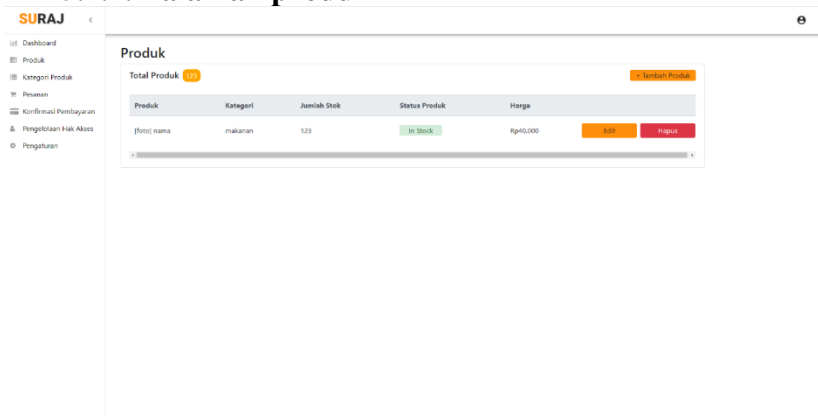 SURAJ <
Dashboard
Produk
Kategori Produk
Pesanan
Konfirmasi Pembayaran
Pengelolaan Hak Akses
Pengaturan
Produk
Total Produk 123
+ Tambah Produk
Produk Kategori Jumlah Stok Status Produk Harga
(foto) nama makanan 123 In Stock Rp40.000 Edit Hapus